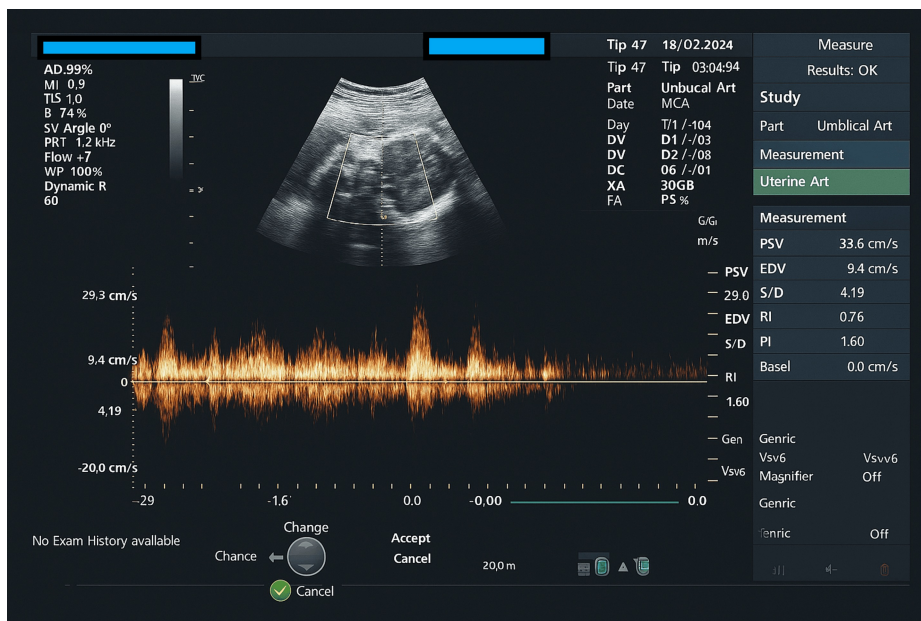 AD.99%
MI 0,9
TLS 1,0
B 74%
SV Angle 0º
PRT 1.2 kHz
Flow +7
WP 100%
Dynamic R
60
TVC
Tip 47 18/02.2024
Tip 47 Tip 03:04:94
Part Unbucal Art
Date MCA
Day T/1 /-104
DV D1 /-/03
DV D2 /-/08
DC 06 /-/01
XA 30GB
FA PS %
G/Gı
m/s
Measure
Results: OK
Study
Part Umblical Art
Measurement
Uterine Art
Measurement
PSV 33.6 cm/s
EDV 9.4 cm/s
S/D 4.19
RI 0.76
PI 1.60
Basel 0.0 cm/s
Genric
Vsv6 Vsvv6
Magnifier Off
Genric
Off
29,3 cm/s
9.4 cm/s
0
4,19
-20,0 cm/s
PSV
29.0
EDV
S/D
RI
1.60
Gen
Vsv6
-29 -1.6 0.0 -0,00 0.0
No Exam History available
Change
Chance
Cancel
Accept
Cancel
20,0 m